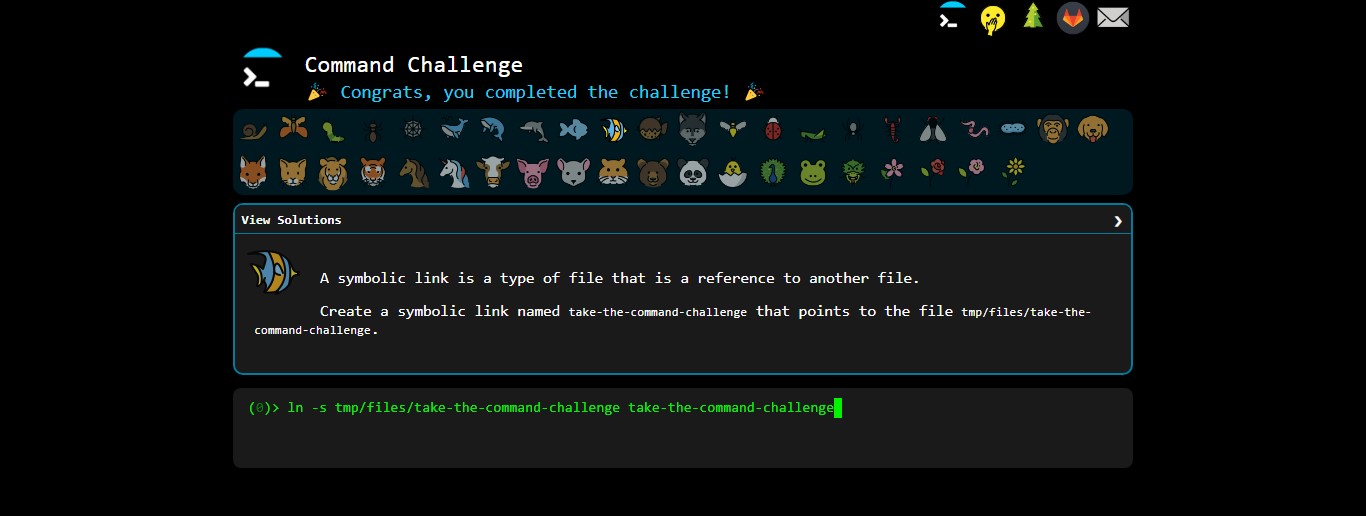 Command Challenge
Congrats, you completed the challenge!
View Solutions
A symbolic link is a type of file that is a reference to another file.
Create a symbolic link named take-the-command-challenge that points to the file tmp/files/take-the-
command-challenge.
(0)> ln -s tmp/files/take-the-command-challenge take-the-command-challenge